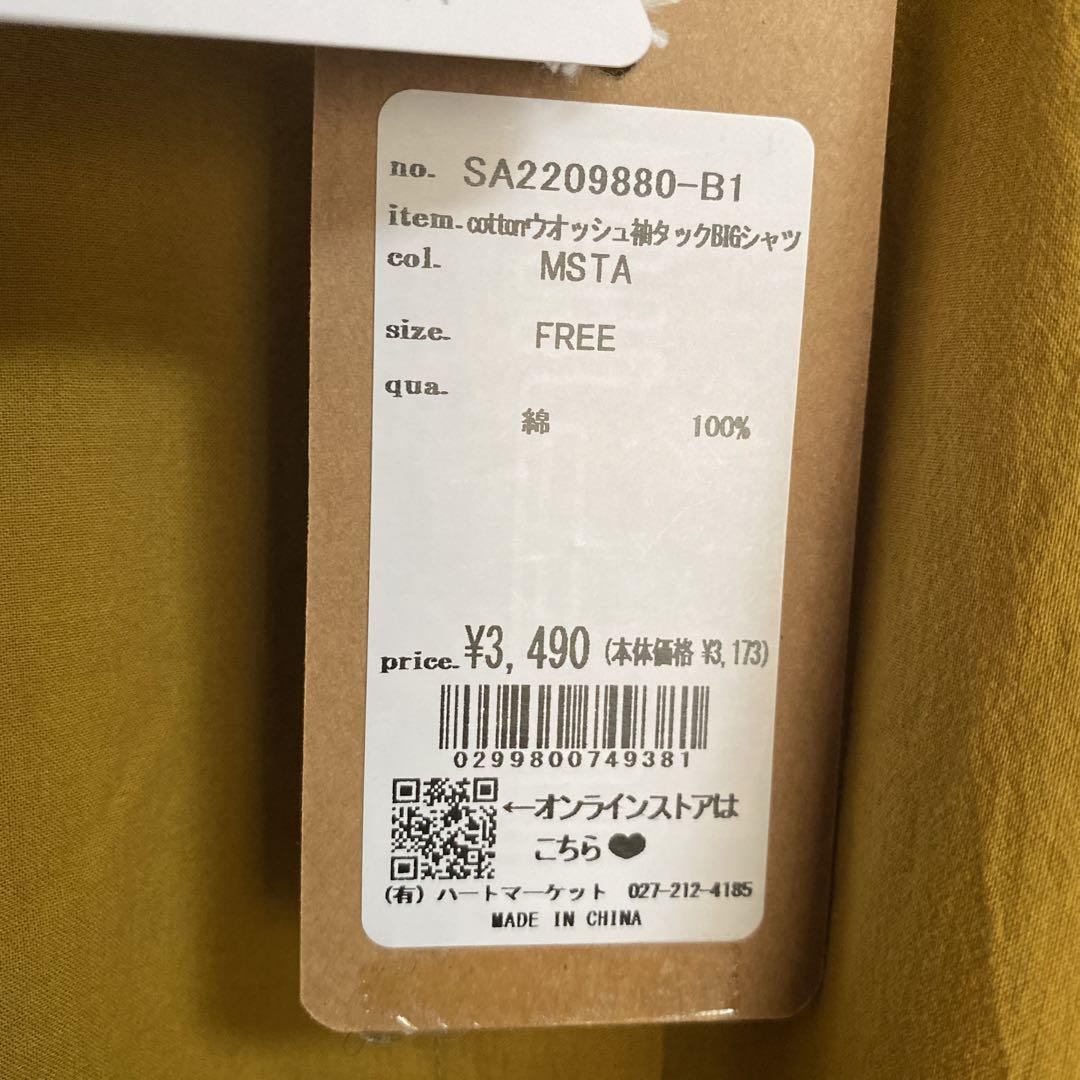 no. SA2209880-B1
item. cottonウオッシュ袖タックBIGシャツ
col. MSTA
size. FREE
qua.
綿 100%
price. ¥3,490 (本体価格 ¥3,173)
0299800749381
←オンラインストアは
こちら♥
(有) ハートマーケット 027-212-4185
MADE IN CHINA